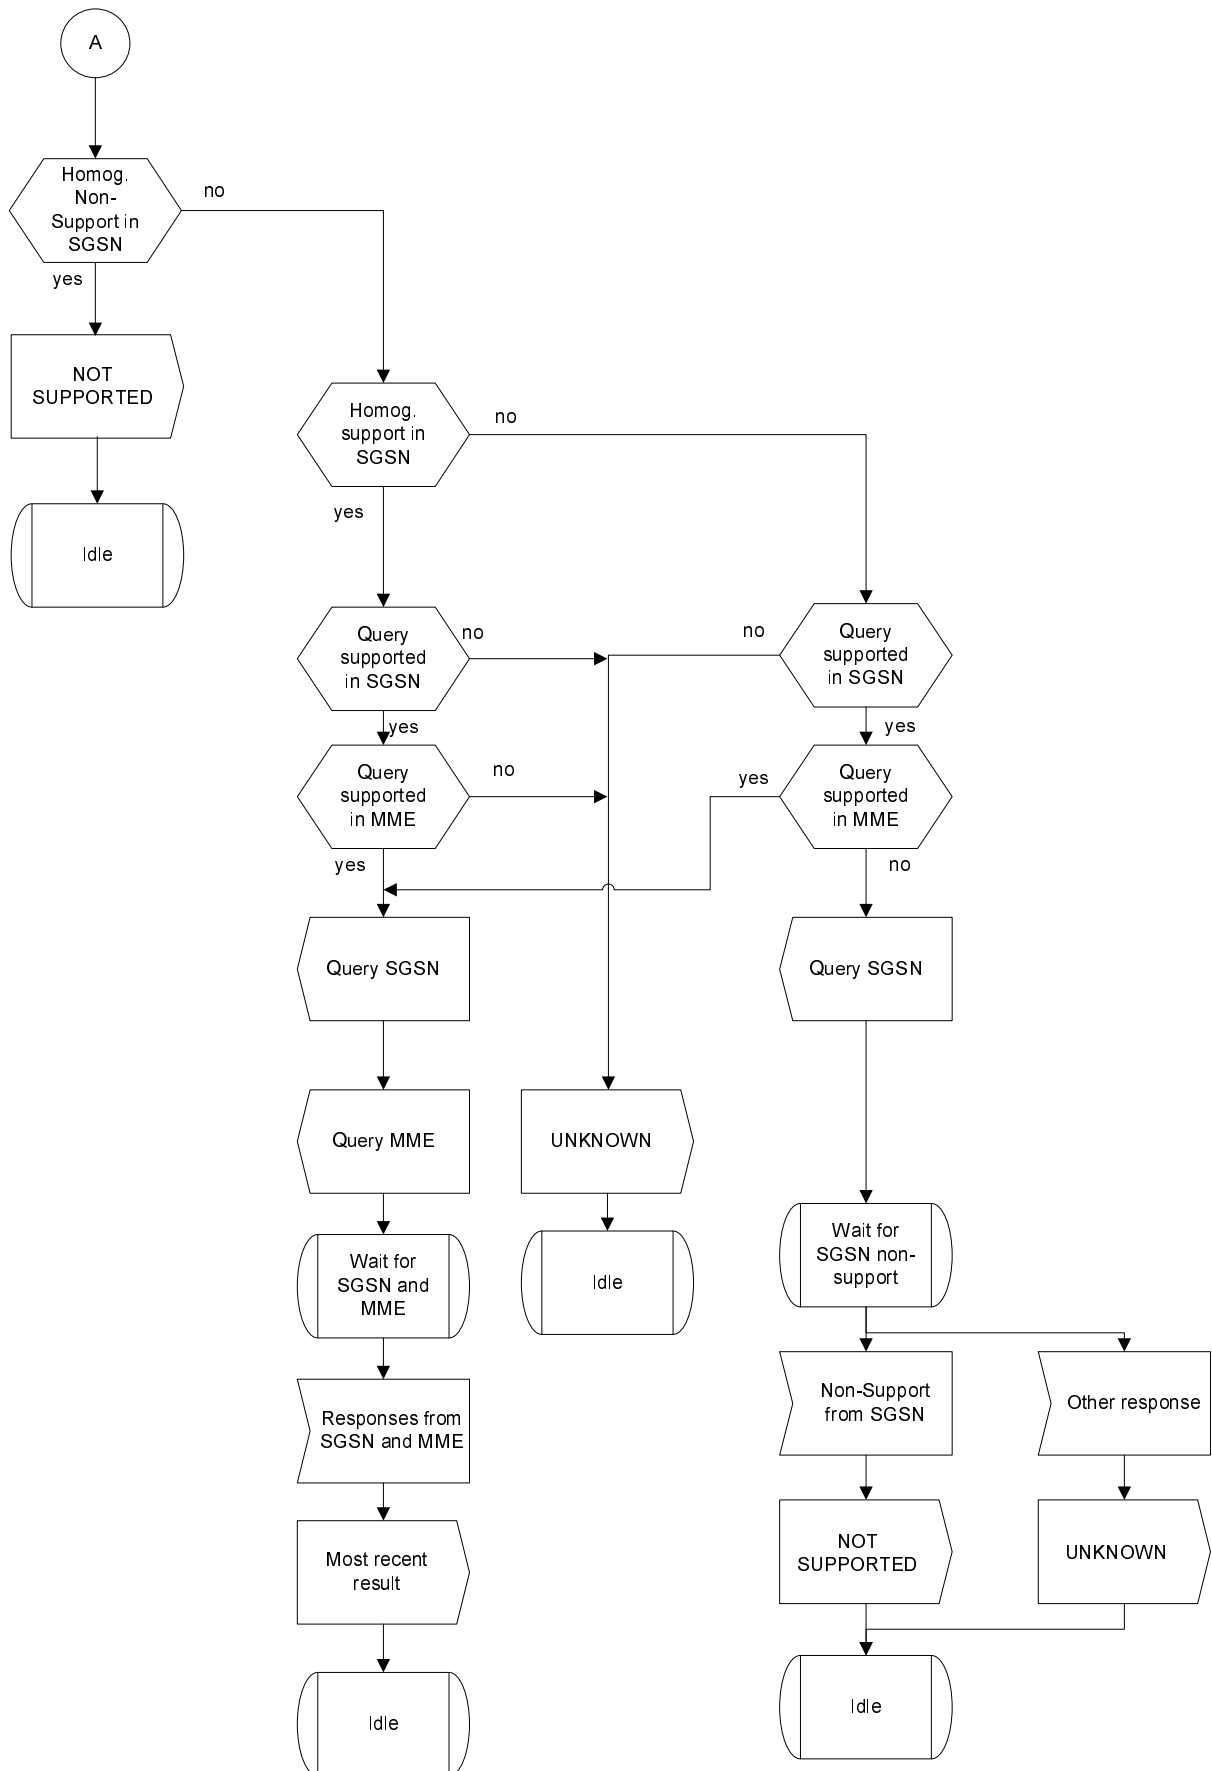 A
Homog.
Non-
Support in
SGSN
no
yes
NOT
SUPPORTED
Idle
Homog.
support in
SGSN
no
yes
Query
supported
in SGSN
no
yes
Query
supported
in MME
no
yes
Query
supported
in SGSN
no
yes
Query
supported
in MME
yes
no
Query SGSN
Query MME
Wait for
SGSN and
MME
Responses from
SGSN and MME
Most recent
result
Idle
UNKNOWN
Idle
Query SGSN
Wait for
SGSN non-
support
Non-Support
from SGSN
NOT
SUPPORTED
Other response
UNKNOWN
Idle